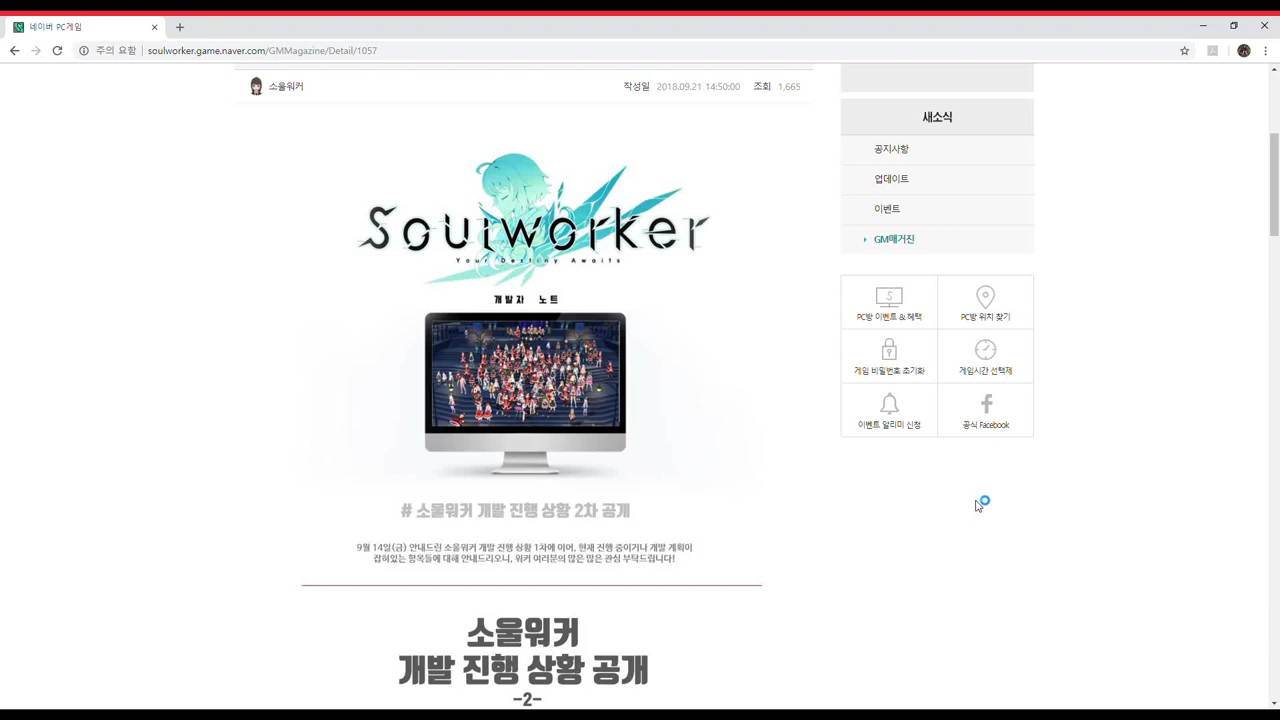 네이버 PC게임
주의 요함
soulworker.game.naver.com/GMMagazine/Detail/1057
소울워커
작성일 2018.09.21 14:50:00 조회 1,665
Soulworker
Your Destiny Awaits
개발자 노트
# 소울워커 개발 진행 상황 2차 공개
9월 14일(금) 안내드린 소울워커 개발 진행 상황 1차에 이어, 현재 진행 중이거나 개발 계획이
잡혀있는 항목들에 대해 안내드리오니, 워커 여러분의 많은 많은 관심 부탁드립니다!
소울워커
개발 진행 상황 공개
-2-
새소식
공지사항
업데이트
이벤트
GM매거진
PC방 이벤트 & 혜택
PC방 위치 찾기
게임 비밀번호 초기화
게임시간 선택제
이벤트 알리미 신청
공식 Facebook